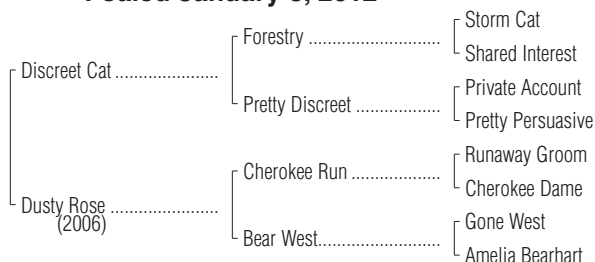 Foaled January 2012
Storm Cat
Forestry
Shared Interest
Discreet Cat
Private Account
Pretty Discreet
Pretty Persuasive
Runaway Groom
Cherokee Run
Cherokee Dame
Dusty Rose
(2006)
Gone West
Bear West
Amelia Bearhart